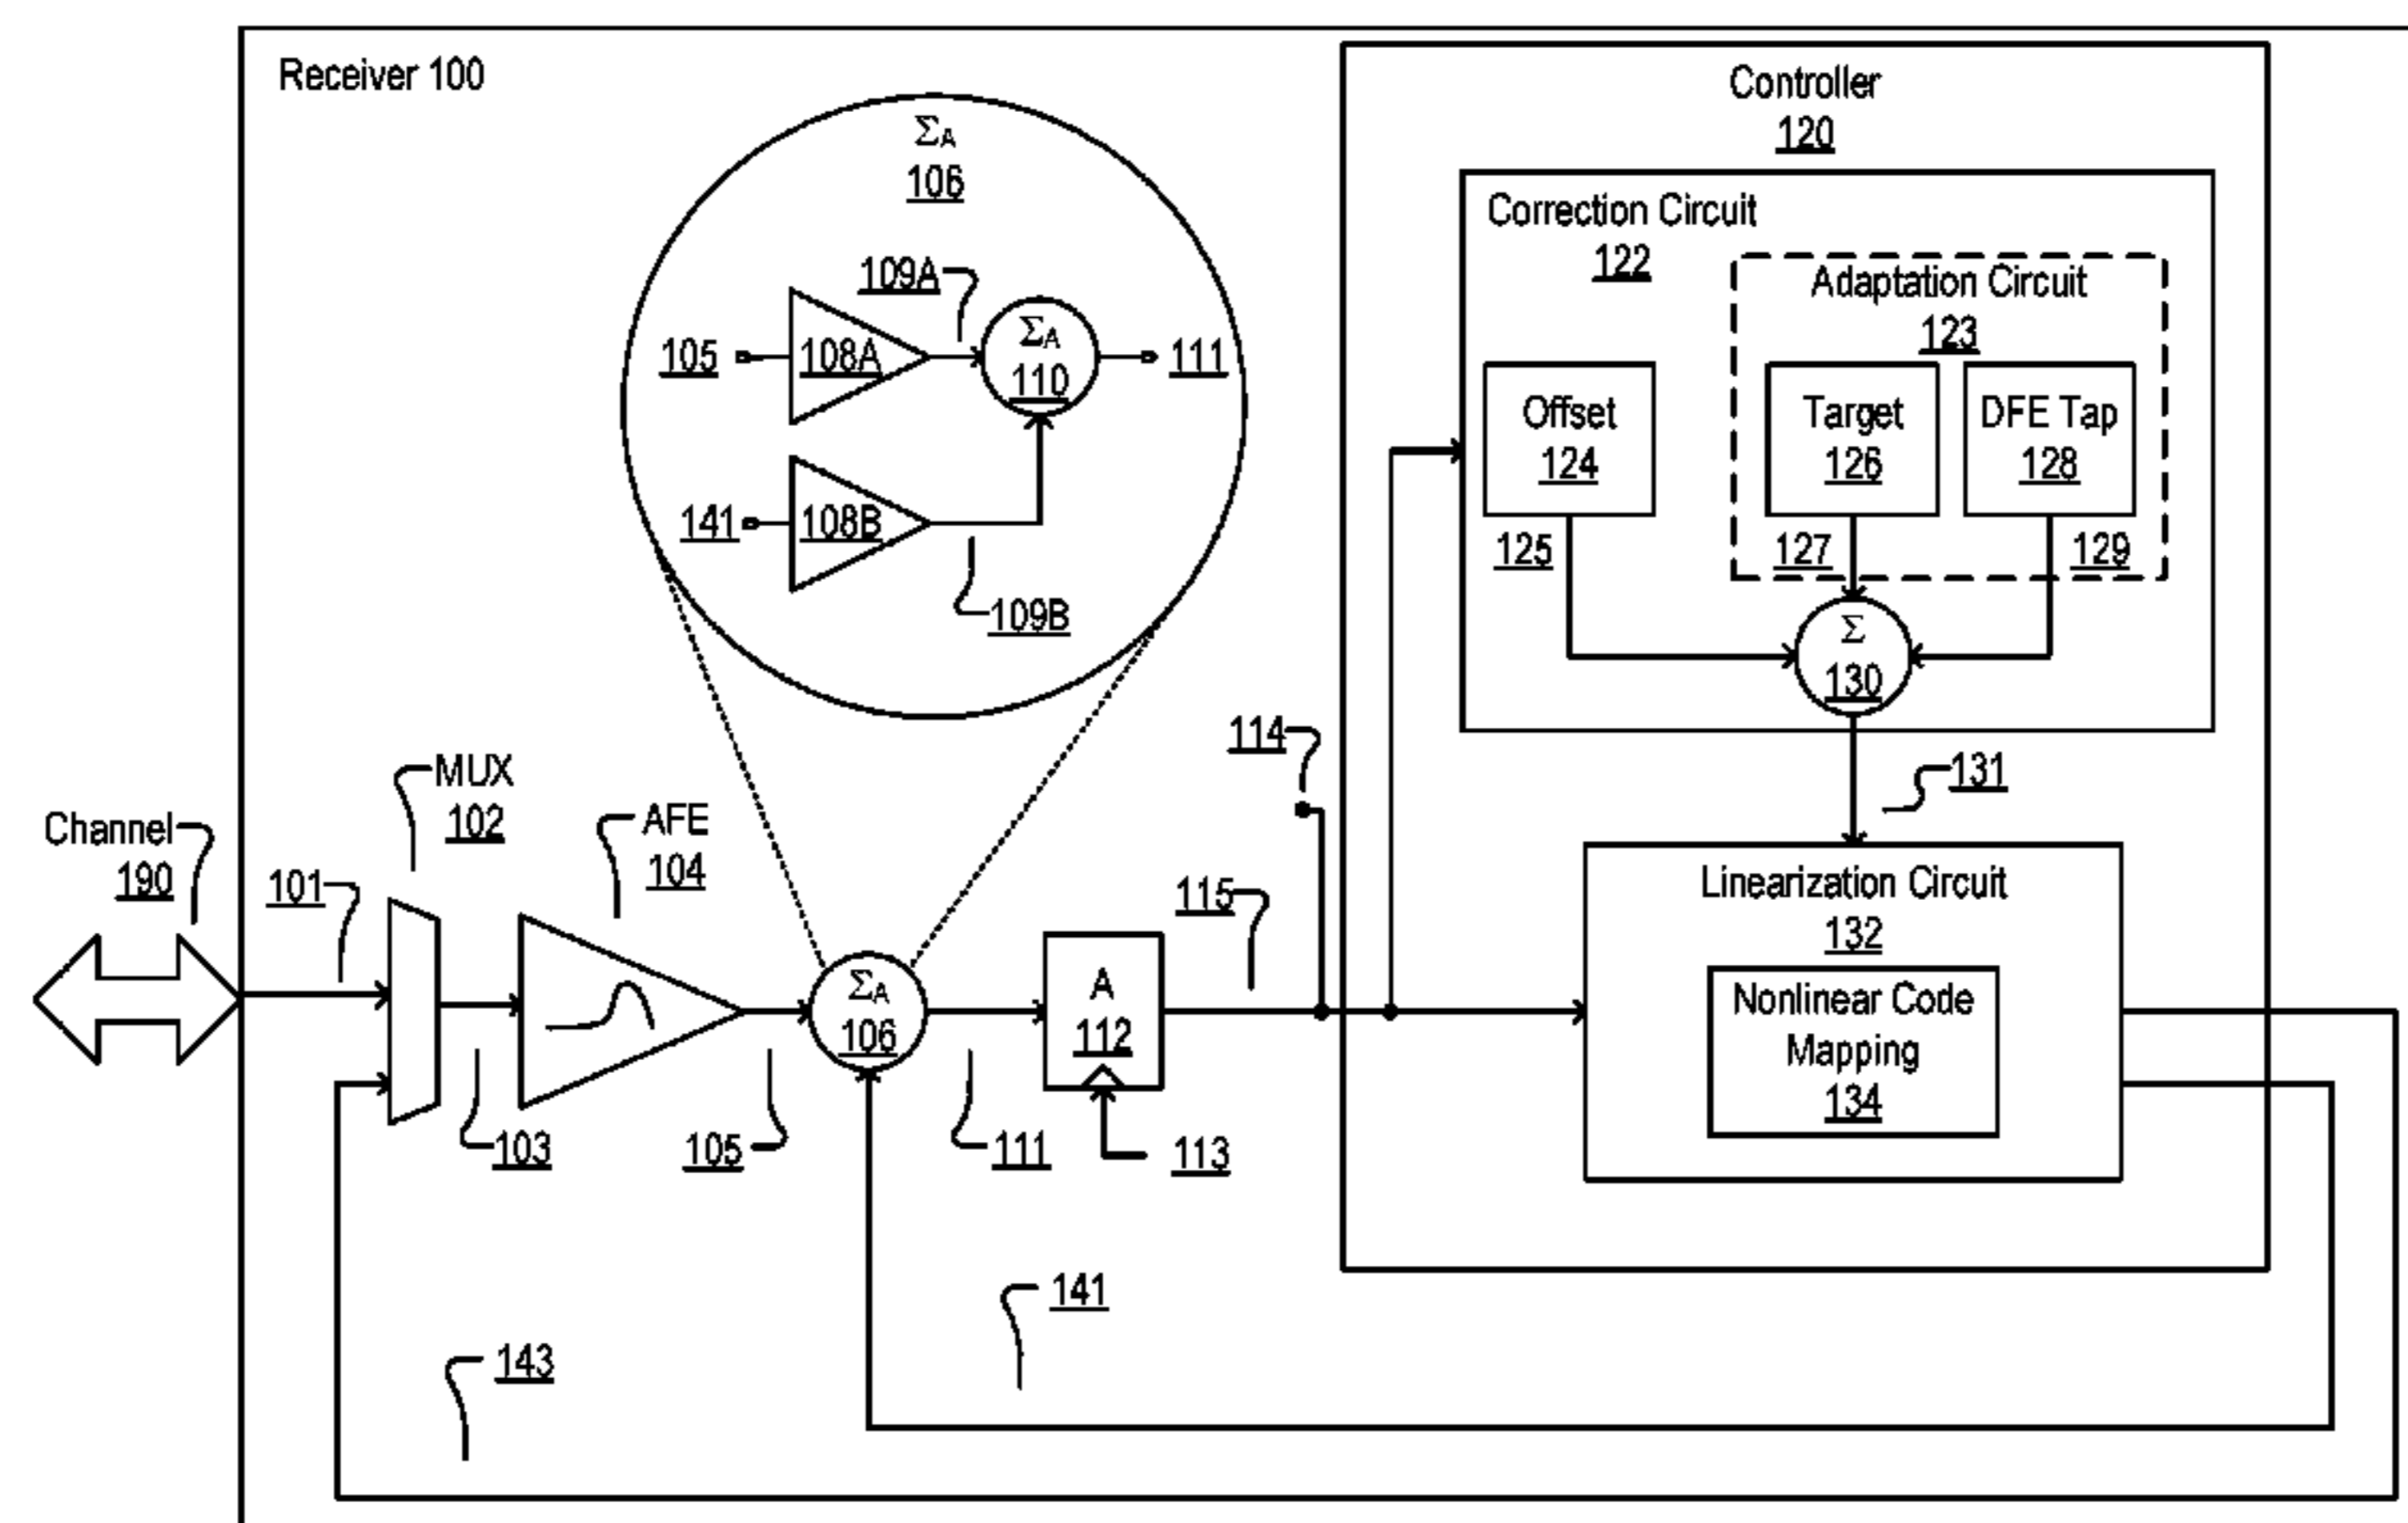 Receiver 100
Controller
120
ΣA
106
Correction Circuit
122
Adaptation Circuit
123
109A
105
108A
ΣA
110
111
Offset
124
Target
126
DFE Tap
128
141
108B
109B
125
127
129
Σ
130
114
131
MUX
102
AFE
104
Channel
190
101
115
Linearization Circuit
132
ΣA
106
A
112
Nonlinear Code
Mapping
134
103
105
111
113
141
143